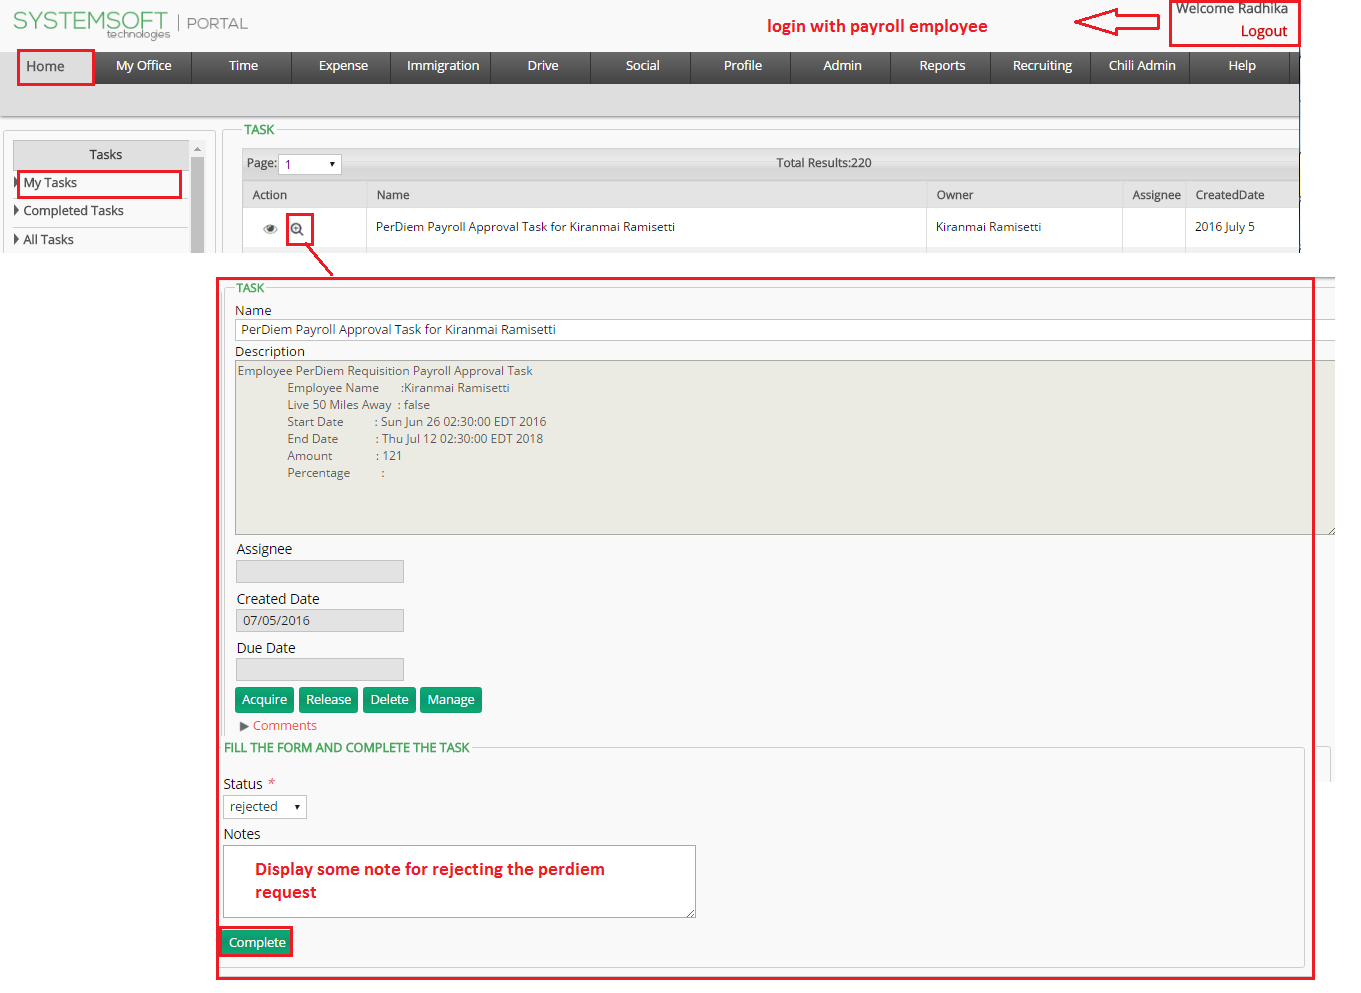 SYSTEMSOFT
technologies
PORTAL
login with payroll employee
Welcome Radhika
Logout
Home My Office Time Expense Immigration Drive Social Profile Admin Reports Recruiting Chili Admin Help
Tasks
My Tasks
Completed Tasks
All Tasks
TASK
Page: 1 Total Results:220
Action Name Owner Assignee CreatedDate
PerDiem Payroll Approval Task for Kiranmai Ramisetti Kiranmai Ramisetti 2016 July 5
TASK
Name
PerDiem Payroll Approval Task for Kiranmai Ramisetti
Description
Employee PerDiem Requisition Payroll Approval Task
Employee Name :Kiranmai Ramisetti
Live 50 Miles Away : false
Start Date : Sun Jun 26 02:30:00 EDT 2016
End Date : Thu Jul 12 02:30:00 EDT 2018
Amount : 121
Percentage :
Assignee
Created Date
07/05/2016
Due Date
Acquire Release Delete Manage
Comments
FILL THE FORM AND COMPLETE THE TASK
Status *
rejected
Notes
Display some note for rejecting the perdiem
request
Complete